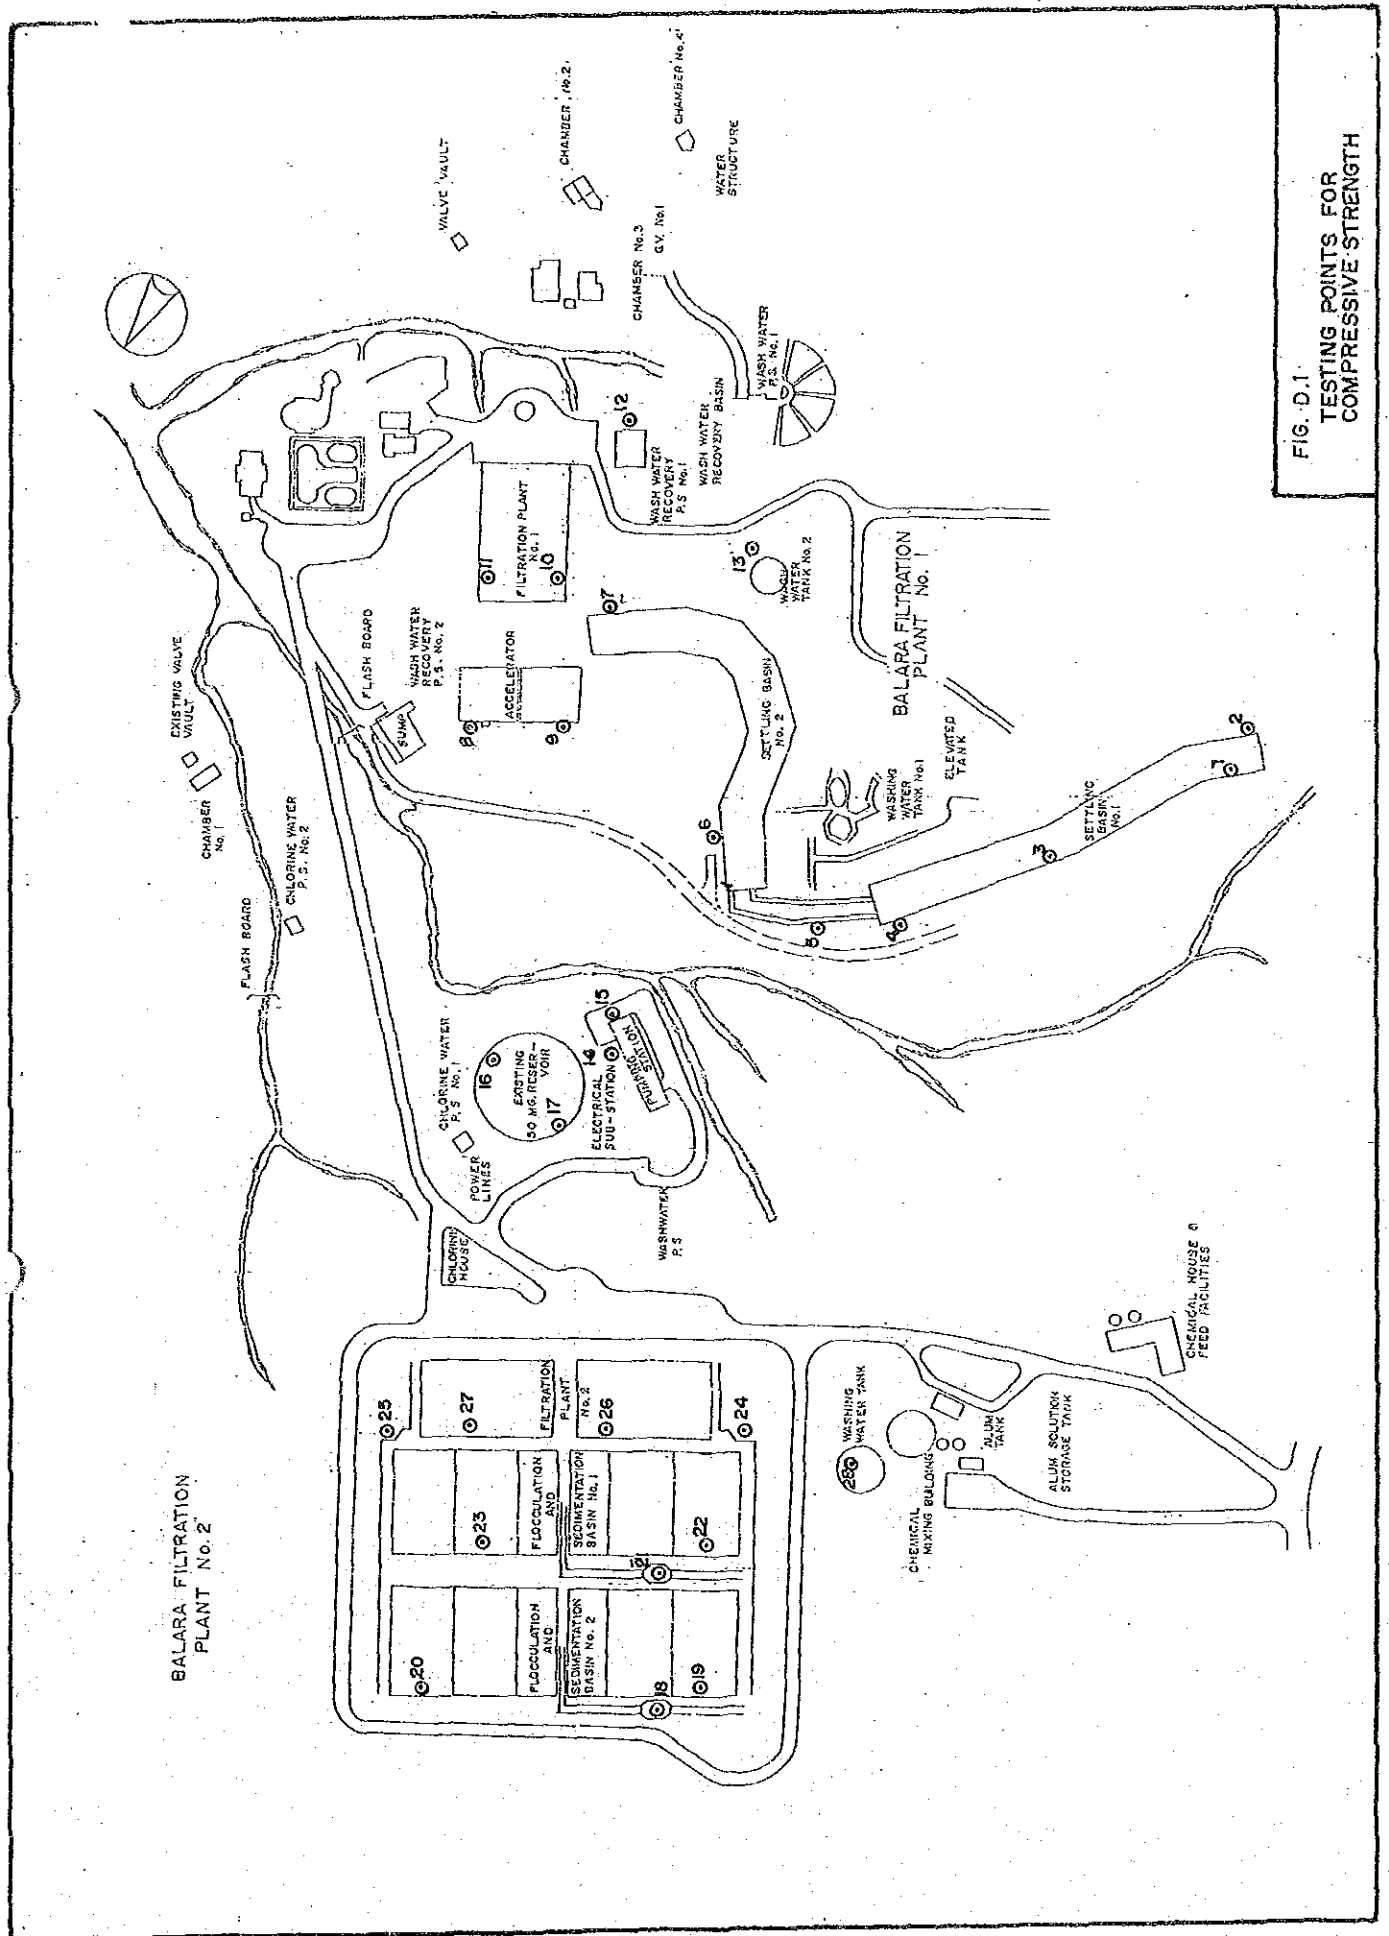 BALARA FILTRATION
PLANT No. 2
20
FLOCCULATION
AND
SEDIMENTATION
BASIN No. 2
18
19
23
FLOCCULATION
AND
SEDIMENTATION
BASIN No. 1
22
25
27
FILTRATION
PLANT
No. 2
26
24
28
WASHING
WATER TANK
CHEMICAL
MIXING BUILDING
ALUM
TANK
ALUM SOLUTION
STORAGE TANK
CHEMICAL HOUSE &
FEED FACILITIES
CHLORINE
HOUSE
POWER
LINES
CHLORINE WATER
P.S No. 1
WASHWATER
P.S
16
EXISTING
50 MG. RESER-
VOIR
17
ELECTRICAL
SUB-STATION
14
15
PUMPING
STATION
FLASH BOARD
CHLORINE WATER
P.S. No. 2
CHAMBER
No. 1
EXISTING VALVE
VAULT
FLASH BOARD
SUMP
WASH WATER
RECOVERY
P.S. No. 2
8
ACCELERATOR
9
11
FILTRATION PLANT
No. 1
10
7
6
SETTLING BASIN
No. 2
5
4
3
SETTLING
BASIN
No. 1
1
2
WASHING
WATER
TANK No.1
ELEVATED
TANK
BALARA FILTRATION
PLANT No. 1
13
WASH
WATER
TANK No. 2
12
WASH WATER
RECOVERY
P.S No. 1
WASH WATER
RECOVERY BASIN
WASH WATER
P.S. No. 1
CHAMBER No.3
GV. No.1
VALVE VAULT
CHAMBER No.2
CHAMBER No.4
WATER
STRUCTURE
FIG. D.1
TESTING POINTS FOR
COMPRESSIVE STRENGTH